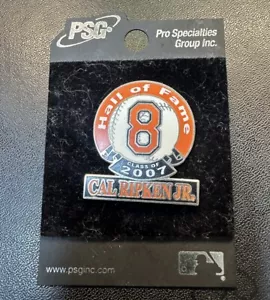 PSG
Pro Specialties
Group Inc.
Hall of Fame
8
CLASS OF
2007
CAL RIPKEN JR.
www.psginc.com